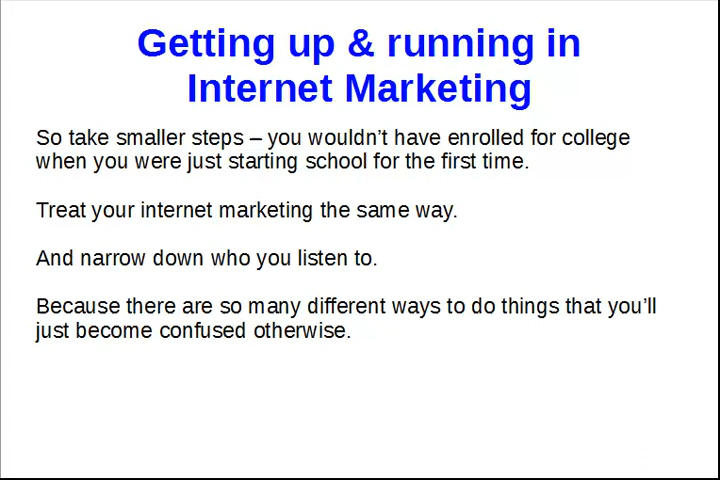 Getting up & running in
Internet Marketing
So take smaller steps – you wouldn’t have enrolled for college
when you were just starting school for the first time.
Treat your internet marketing the same way.
And narrow down who you listen to.
Because there are so many different ways to do things that you’ll
just become confused otherwise.